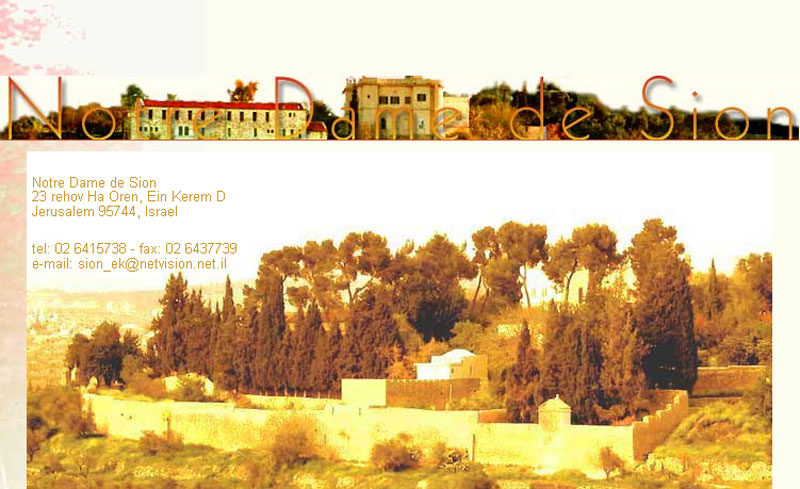 Notre Dame de Sion
Notre Dame de Sion
23 rehov Ha Oren, Ein Kerem D
Jerusalem 95744, Israel
tel: 02 6415738 - fax: 02 6437739
e-mail: sion_ek@netvision.net.il